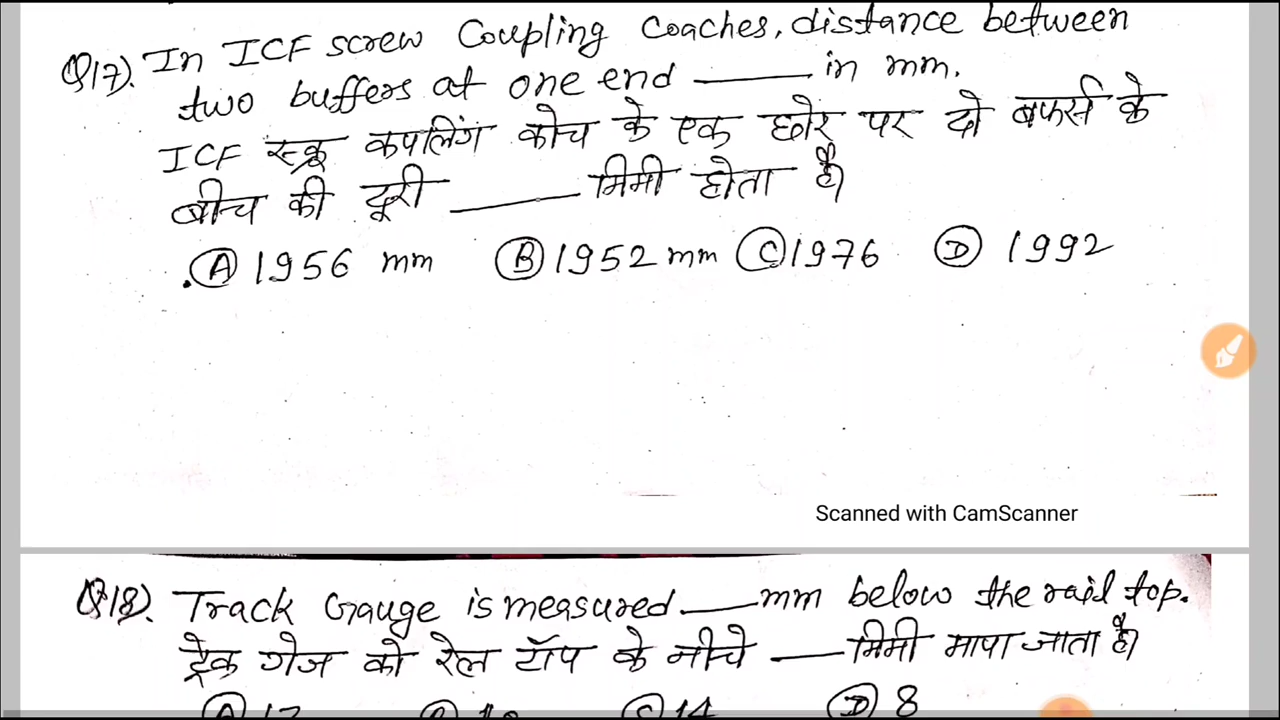 Q17). In ICF screw Coupling Coaches, distance between
two buffers at one end ______ in mm.
ICF स्क्रू कपलिंग कोच के एक छोर पर दो बफर्स के
बीच की दूरी ______ मिमी होता है।
(A) 1956 mm (B) 1952 mm (C) 1976 (D) 1992
Scanned with CamScanner
Q18). Track Gauge is measured ____ mm below the rail top.
ट्रेक गेज को रेल टॉप के नीचे ____ मिमी मापा जाता है।
(A) (C) 14 (D) 8